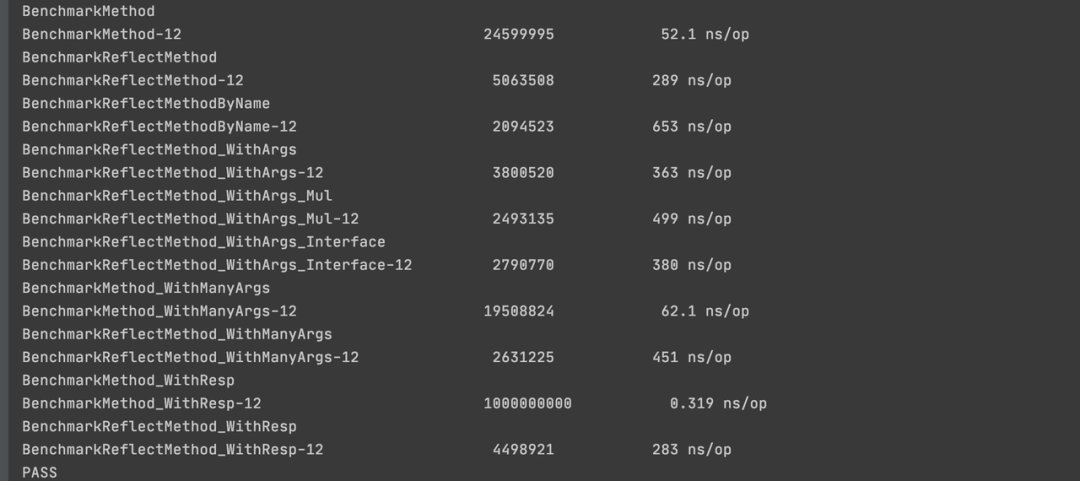 BenchmarkMethod
BenchmarkMethod-12 24599995 52.1 ns/op
BenchmarkReflectMethod
BenchmarkReflectMethod-12 5063508 289 ns/op
BenchmarkReflectMethodByName
BenchmarkReflectMethodByName-12 2094523 653 ns/op
BenchmarkReflectMethod_WithArgs
BenchmarkReflectMethod_WithArgs-12 3800520 363 ns/op
BenchmarkReflectMethod_WithArgs_Mul
BenchmarkReflectMethod_WithArgs_Mul-12 2493135 499 ns/op
BenchmarkReflectMethod_WithArgs_Interface
BenchmarkReflectMethod_WithArgs_Interface-12 2790770 380 ns/op
BenchmarkMethod_WithManyArgs
BenchmarkMethod_WithManyArgs-12 19508824 62.1 ns/op
BenchmarkReflectMethod_WithManyArgs
BenchmarkReflectMethod_WithManyArgs-12 2631225 451 ns/op
BenchmarkMethod_WithResp
BenchmarkMethod_WithResp-12 1000000000 0.319 ns/op
BenchmarkReflectMethod_WithResp
BenchmarkReflectMethod_WithResp-12 4498921 283 ns/op
PASS